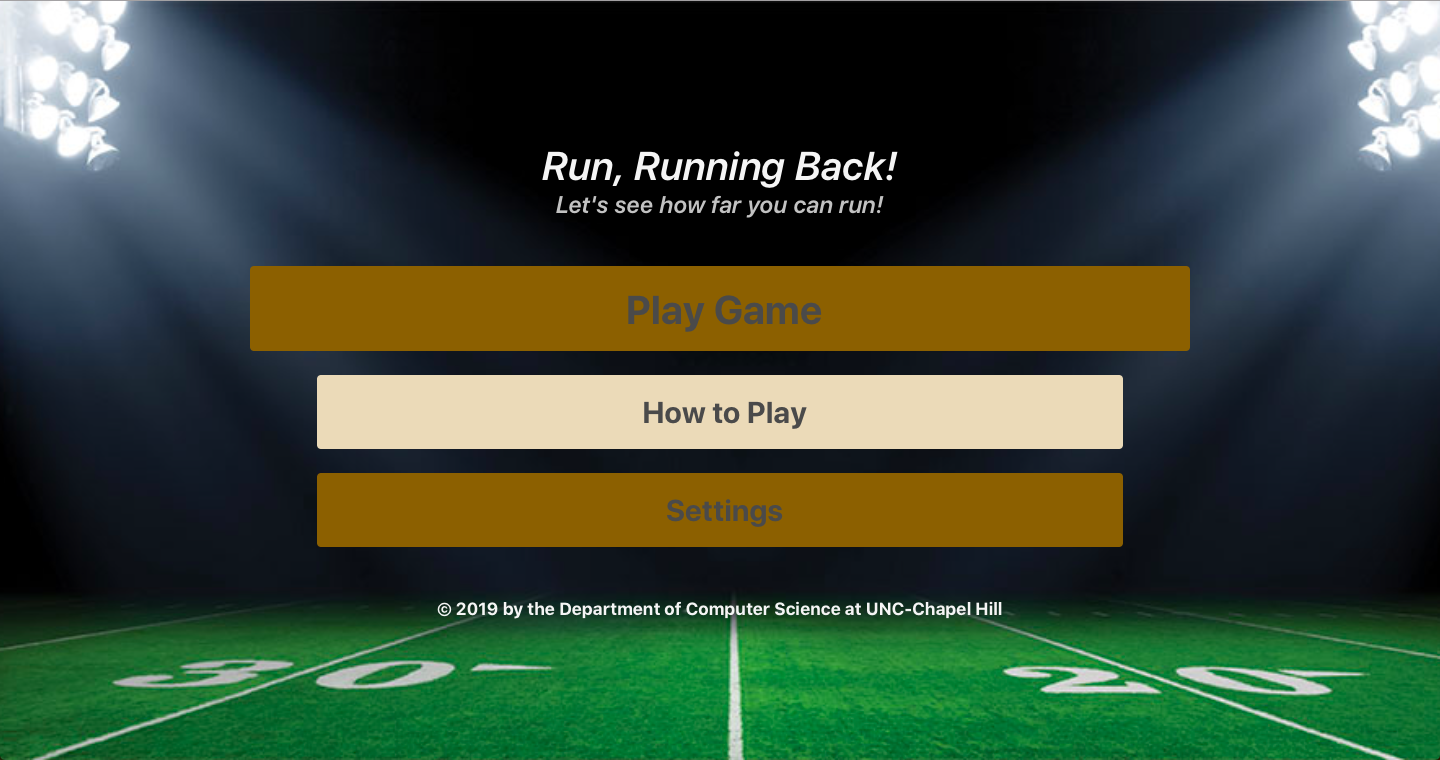 Run, Running Back!
Let's see how far you can run!
Play Game
How to Play
Settings
© 2019 by the Department of Computer Science at UNC-Chapel Hill
30 20